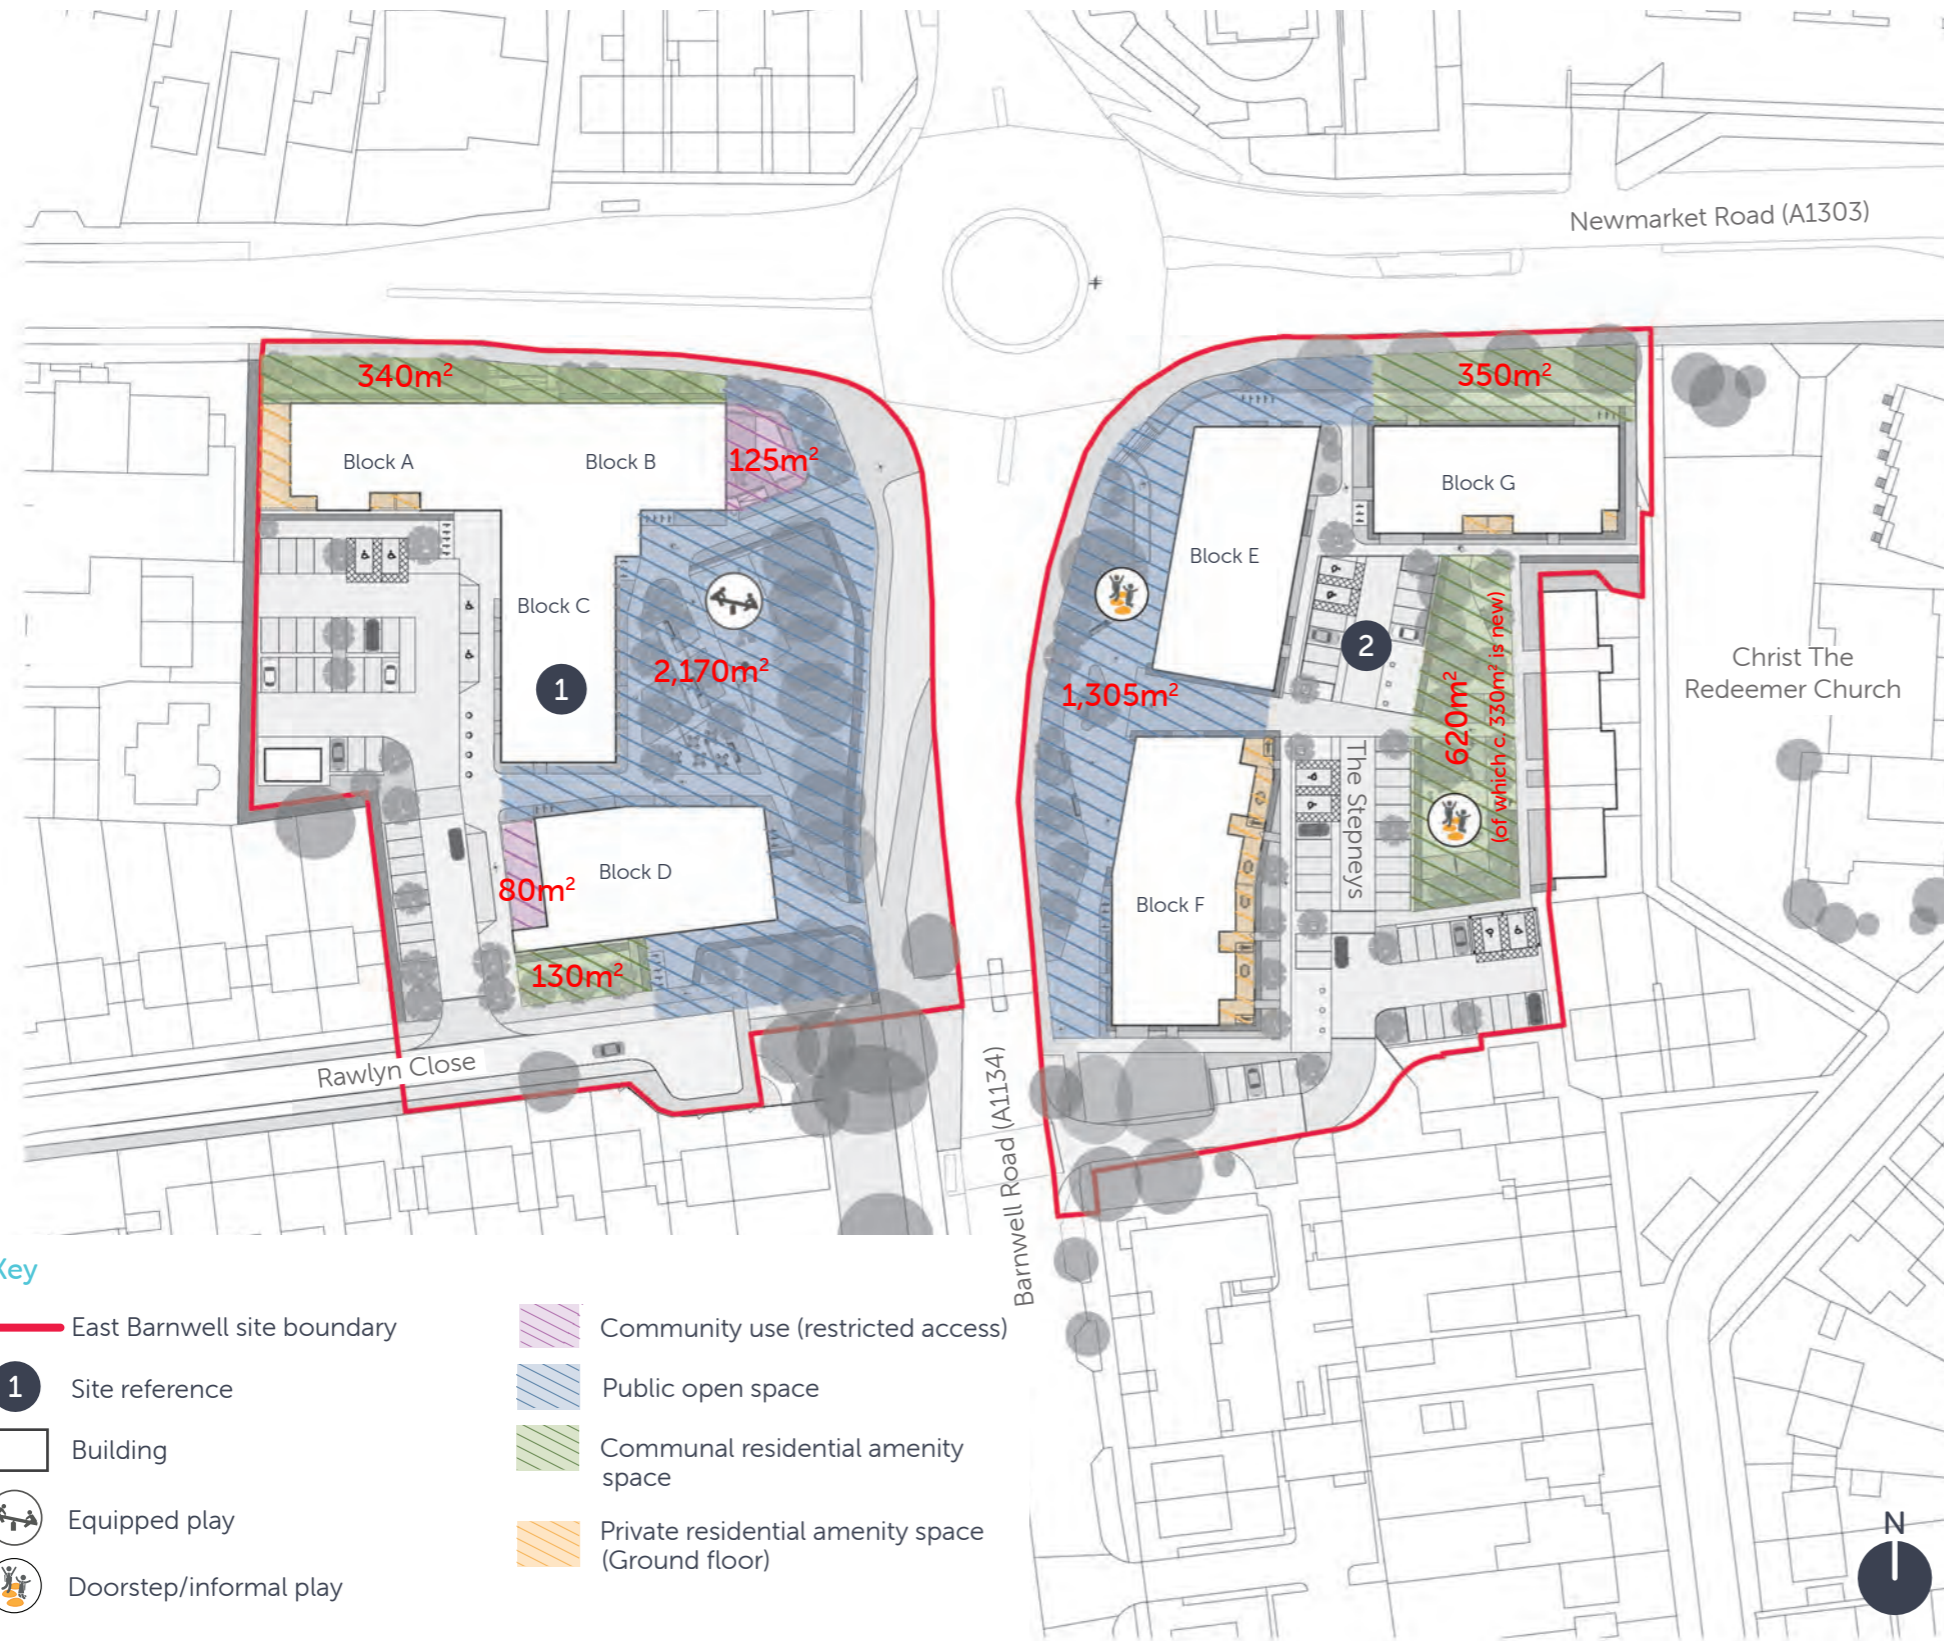 Newmarket Road (A1303)
340m²
350m²
125m²
Block A
Block B
Block G
Block E
Block C
2
1
2,170m²
1,305m²
620m²
(of which c. 330m² is new)
Christ The
Redeemer Church
The Stepneys
80m²
Block D
Block F
130m²
Rawlyn Close
Barnwell Road (A1134)
Key
East Barnwell site boundary
1
Site reference
Building
Equipped play
Doorstep/informal play
Community use (restricted access)
Public open space
Communal residential amenity
space
Private residential amenity space
(Ground floor)
N